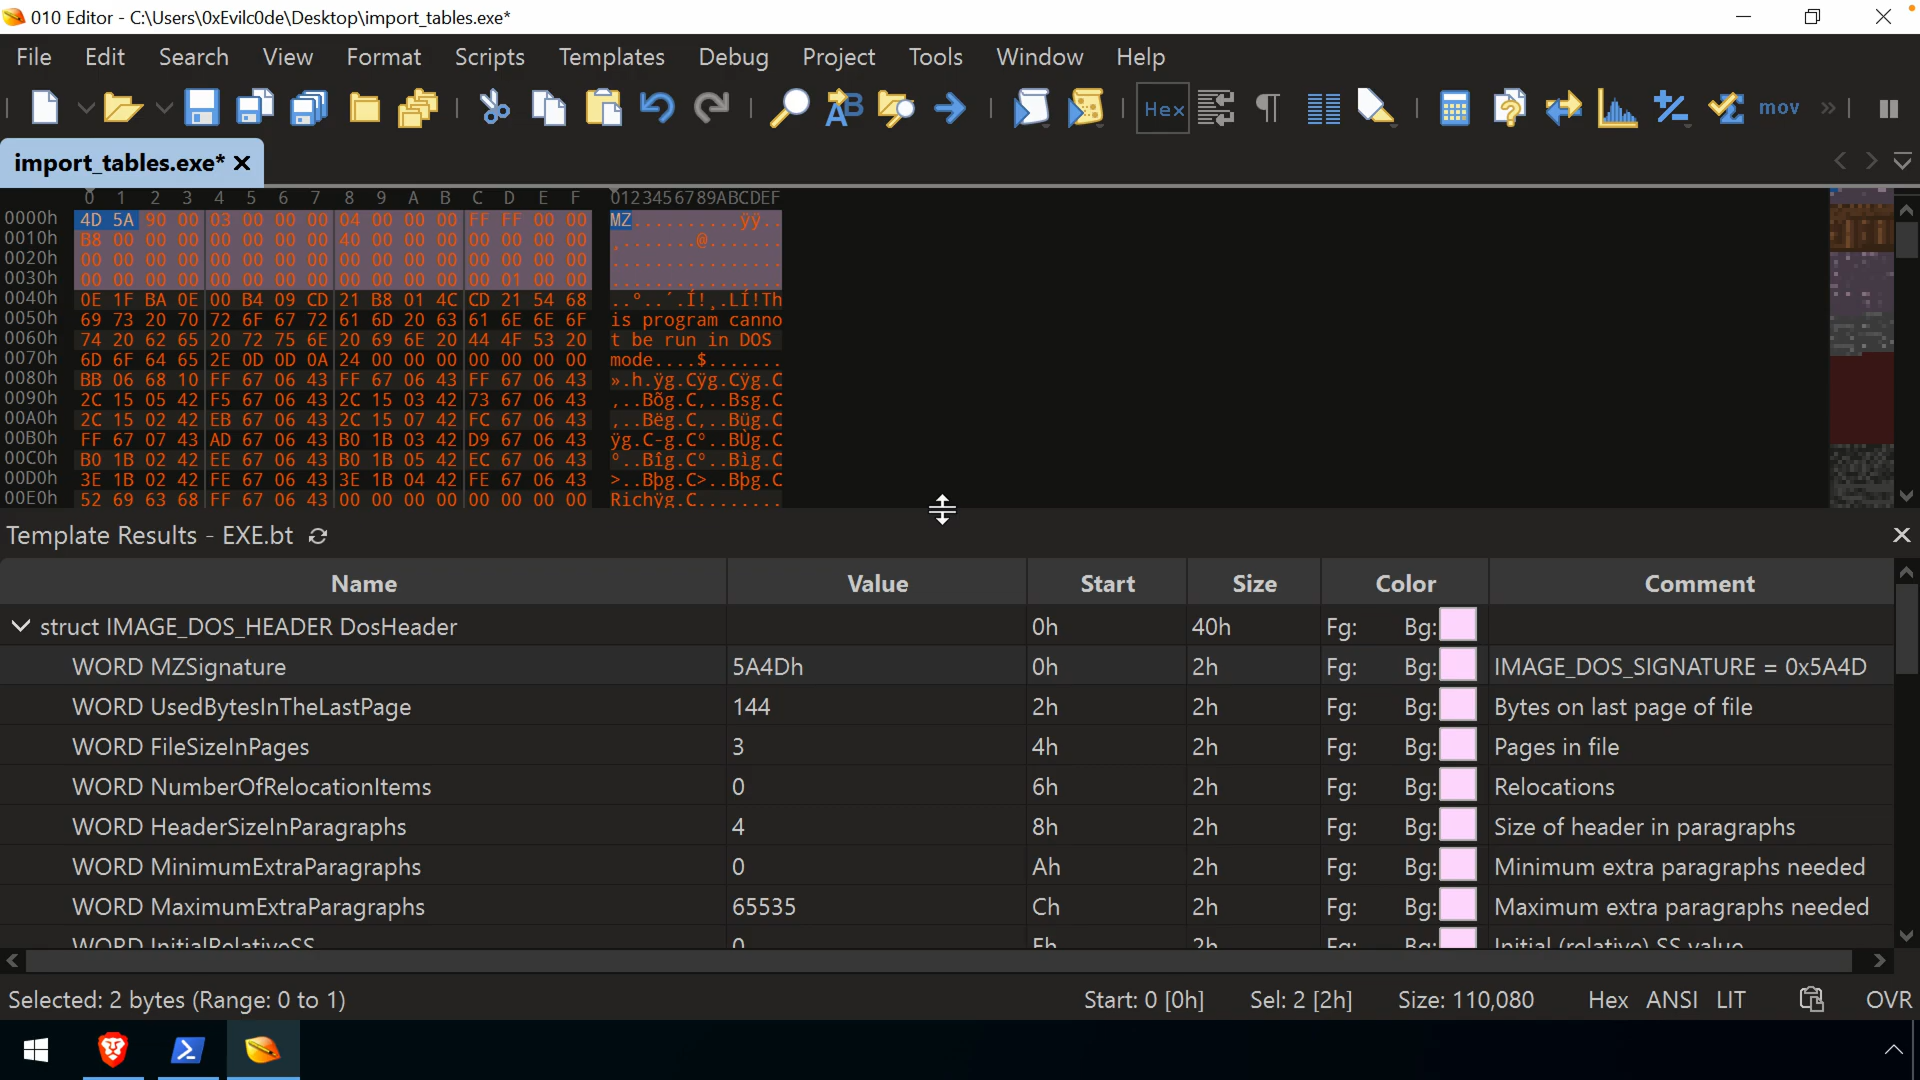 010 Editor - C:\Users\0xEvilc0de\Desktop\import_tables.exe*
File Edit Search View Format Scripts Templates Debug Project Tools Window Help
Hex mov »
import_tables.exe*
0 1 2 3 4 5 6 7 8 9 A B C D E F 0123456789ABCDEF
0000h 4D 5A 90 00 03 00 00 00 04 00 00 00 FF FF 00 00 MZ..........ÿÿ..
0010h B8 00 00 00 00 00 00 00 40 00 00 00 00 00 00 00 ¸.......@.......
0020h 00 00 00 00 00 00 00 00 00 00 00 00 00 00 00 00 ................
0030h 00 00 00 00 00 00 00 00 00 00 00 00 00 01 00 00 ................
0040h 0E 1F BA 0E 00 B4 09 CD 21 B8 01 4C CD 21 54 68 ..º..´.Í!¸.LÍ!Th
0050h 69 73 20 70 72 6F 67 72 61 6D 20 63 61 6E 6E 6F is program canno
0060h 74 20 62 65 20 72 75 6E 20 69 6E 20 44 4F 53 20 t be run in DOS
0070h 6D 6F 64 65 2E 0D 0D 0A 24 00 00 00 00 00 00 00 mode....$.......
0080h BB 06 68 10 FF 67 06 43 FF 67 06 43 FF 67 06 43 ».h.ÿg.Cÿg.Cÿg.C
0090h 2C 15 05 42 F5 67 06 43 2C 15 03 42 73 67 06 43 ,..Bõg.C,..Bsg.C
00A0h 2C 15 02 42 EB 67 06 43 2C 15 07 42 FC 67 06 43 ,..Bëg.C,..Büg.C
00B0h FF 67 07 43 AD 67 06 43 B0 1B 03 42 D9 67 06 43 ÿg.C-g.C°..BÙg.C
00C0h B0 1B 02 42 EE 67 06 43 B0 1B 05 42 EC 67 06 43 °..Bîg.C°..Bìg.C
00D0h 3E 1B 02 42 FE 67 06 43 3E 1B 04 42 FE 67 06 43 >..Bþg.C>..Bþg.C
00E0h 52 69 63 68 FF 67 06 43 00 00 00 00 00 00 00 00 Richÿg.C........
Template Results - EXE.bt
Name Value Start Size Color Comment
struct IMAGE_DOS_HEADER DosHeader 0h 40h Fg: Bg:
WORD MZSignature 5A4Dh 0h 2h Fg: Bg: IMAGE_DOS_SIGNATURE = 0x5A4D
WORD UsedBytesInTheLastPage 144 2h 2h Fg: Bg: Bytes on last page of file
WORD FileSizeInPages 3 4h 2h Fg: Bg: Pages in file
WORD NumberOfRelocationItems 0 6h 2h Fg: Bg: Relocations
WORD HeaderSizeInParagraphs 4 8h 2h Fg: Bg: Size of header in paragraphs
WORD MinimumExtraParagraphs 0 Ah 2h Fg: Bg: Minimum extra paragraphs needed
WORD MaximumExtraParagraphs 65535 Ch 2h Fg: Bg: Maximum extra paragraphs needed
WORD InitialRelativeSS 0 Eh 2h Fg: Bg: Initial (relative) SS value
Selected: 2 bytes (Range: 0 to 1) Start: 0 [0h] Sel: 2 [2h] Size: 110,080 Hex ANSI LIT OVR